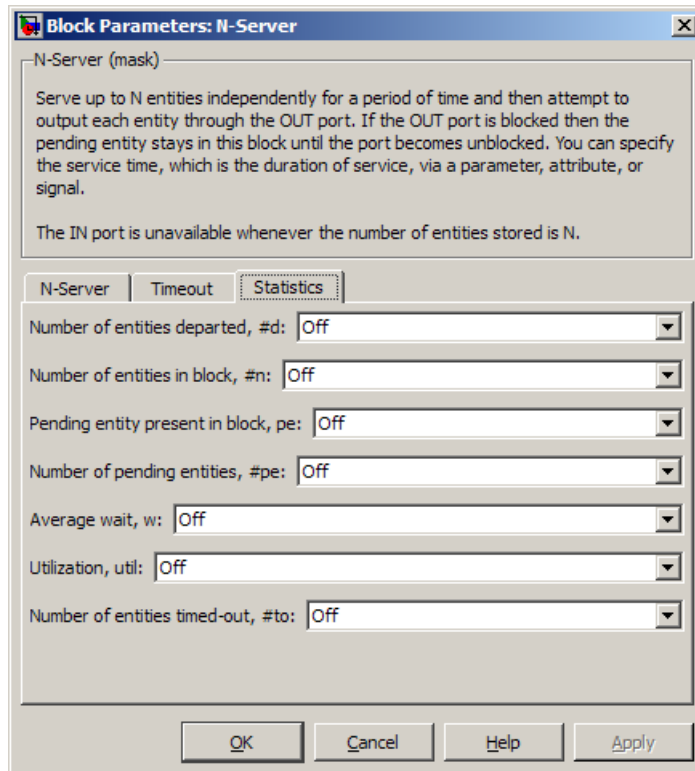 Block Parameters: N-Server
N-Server (mask)
Serve up to N entities independently for a period of time and then attempt to
output each entity through the OUT port. If the OUT port is blocked then the
pending entity stays in this block until the port becomes unblocked. You can specify
the service time, which is the duration of service, via a parameter, attribute, or
signal.
The IN port is unavailable whenever the number of entities stored is N.
N-Server Timeout Statistics
Number of entities departed, #d: Off
Number of entities in block, #n: Off
Pending entity present in block, pe: Off
Number of pending entities, #pe: Off
Average wait, w: Off
Utilization, util: Off
Number of entities timed-out, #to: Off
OK Cancel Help Apply